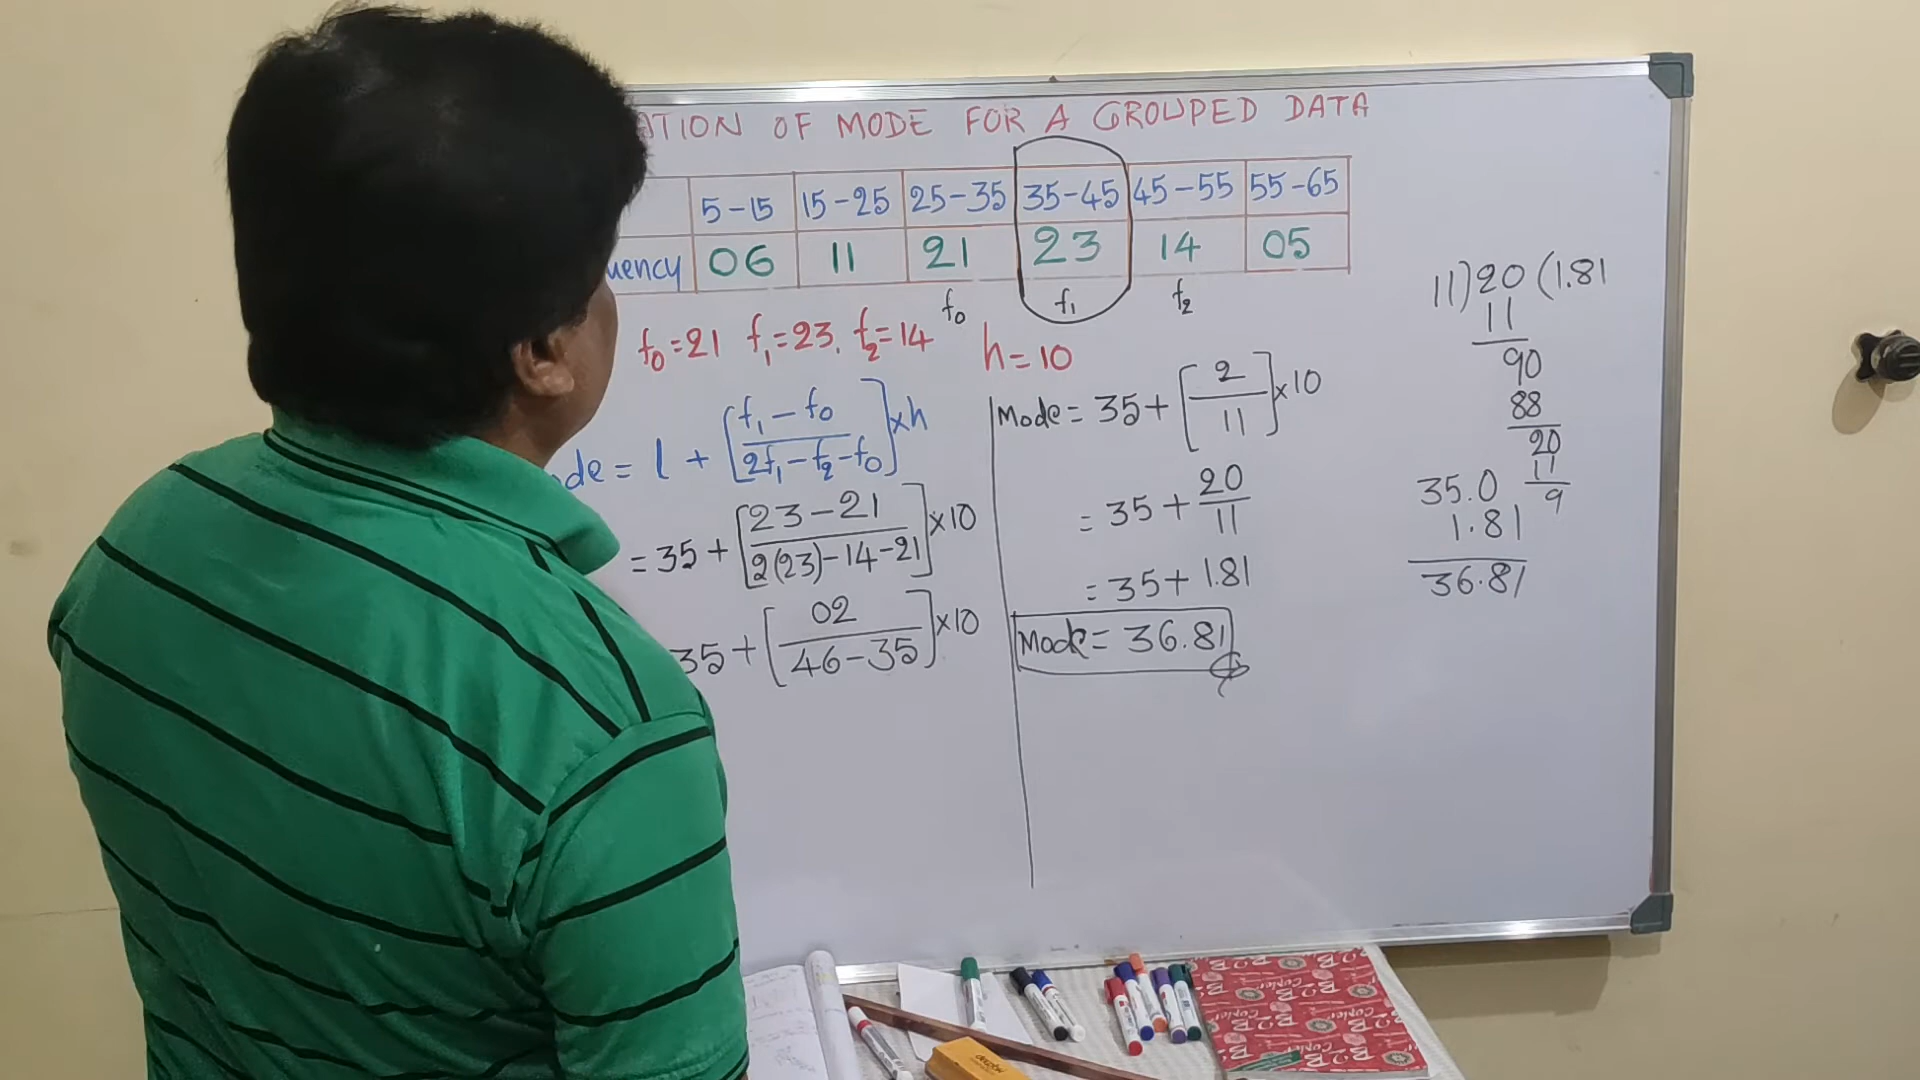 ATION OF MODE FOR A GROUPED DATA
5-15 15-25 25-35 35-45 45-55 55-65
uency 06 11 21 23 14 05
f₀ f₁ f₂
f₀=21 f₁=23. f₂=14 h=10
de = l + [f₁-f₀ / 2f₁-f₂-f₀]×h
= 35 + [23-21 / 2(23)-14-21]×10
35 + [02 / 46-35]×10
Mode = 35 + [2 / 11]×10
= 35 + 20/11
= 35 + 1.81
Mode = 36.81
11)20(1.81
11
90
88
20
11
9
35.0
1.81
36.81